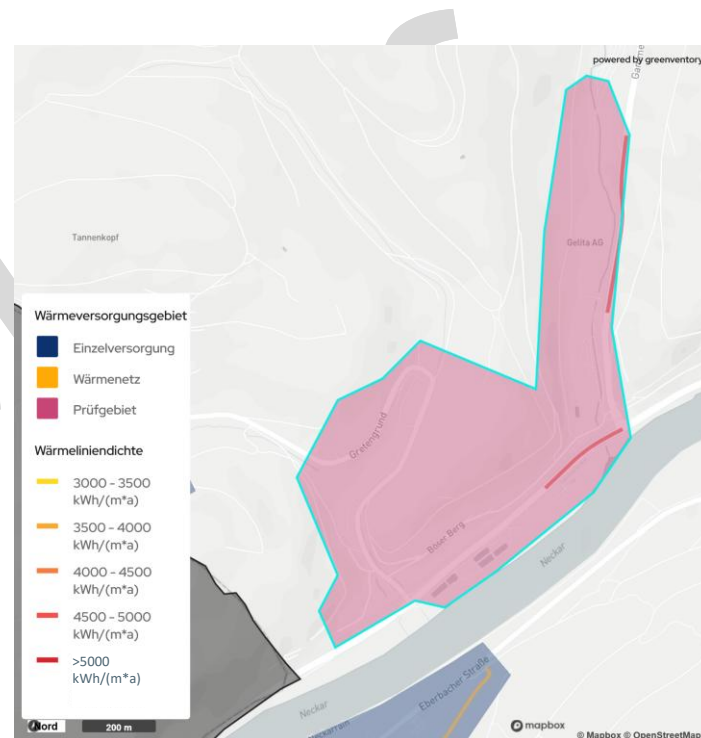 powered by greenventory
Tannenkopf
Gelita AG
Wärmeversorgungsgebiet
Einzelversorgung
Wärmenetz
Prüfgebiet
Wärmeliniendichte
3000 - 3500
kWh/(m*a)
3500 - 4000
kWh/(m*a)
4000 - 4500
kWh/(m*a)
4500 - 5000
kWh/(m*a)
>5000
kWh/(m*a)
Gretengrund
Böser Berg
Neckar
Eberbacher Straße
Neckar
Nord
200 m
mapbox
© Mapbox © OpenStreetMap